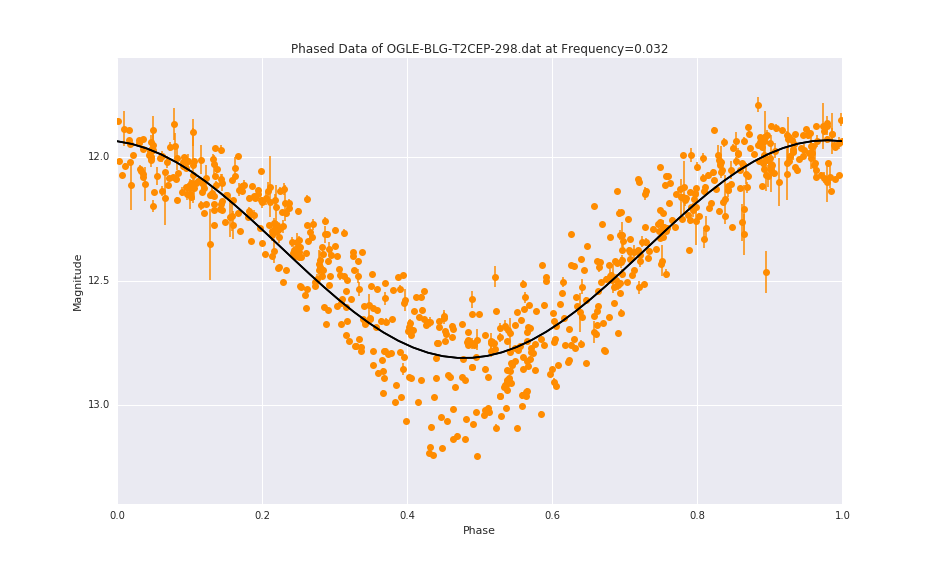 Phased Data of OGLE-BLG-T2CEP-298.dat at Frequency=0.032
Magnitude
12.0
12.5
13.0
0.0 0.2 0.4 0.6 0.8 1.0
Phase